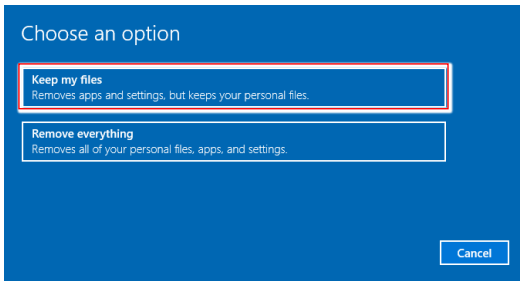 Choose an option
Keep my files
Removes apps and settings, but keeps your personal files.
Remove everything
Removes all of your personal files, apps, and settings.
Cancel